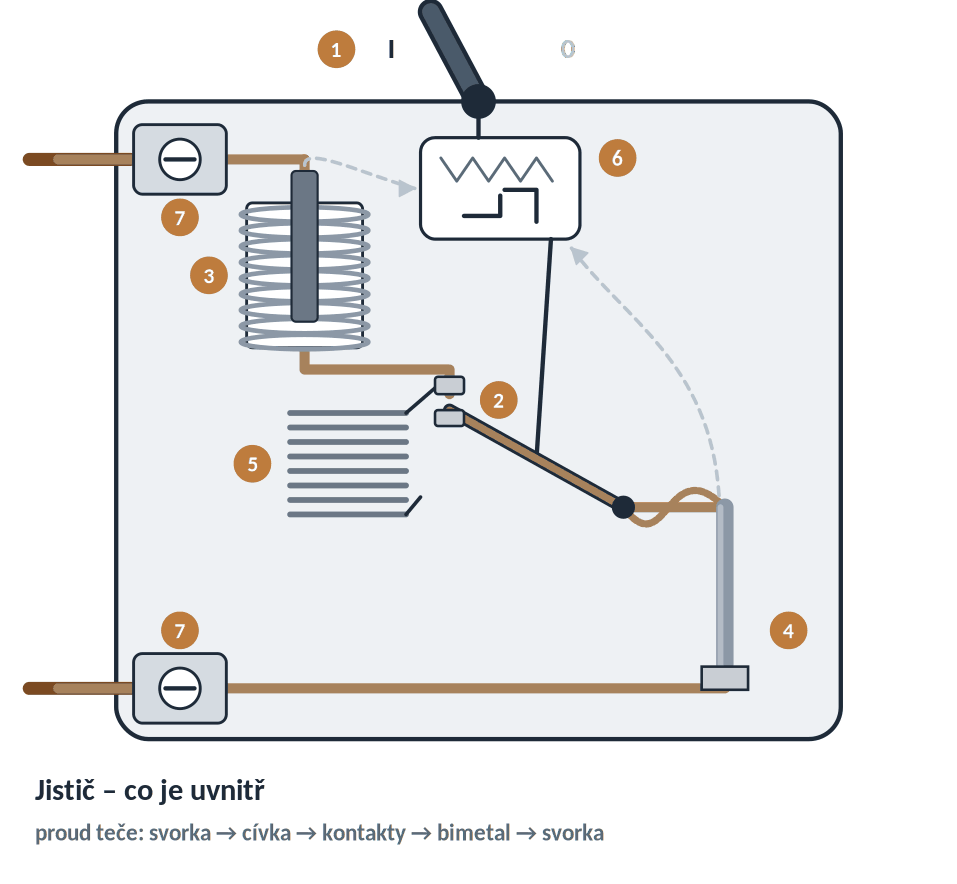 1 I 0
6
7
3
2
5
7
4
Jistič – co je uvnitř
proud teče: svorka → cívka → kontakty → bimetal → svorka